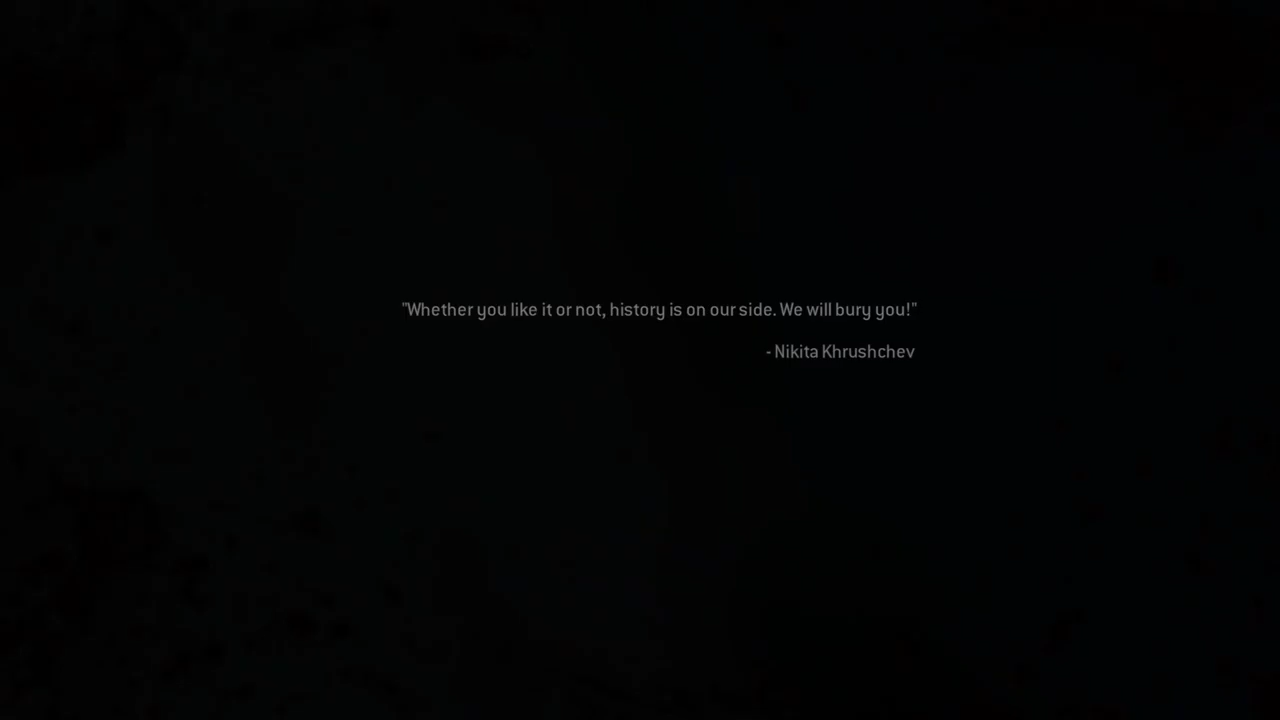 "Whether you like it or not, history is on our side. We will bury you!"
- Nikita Khrushchev